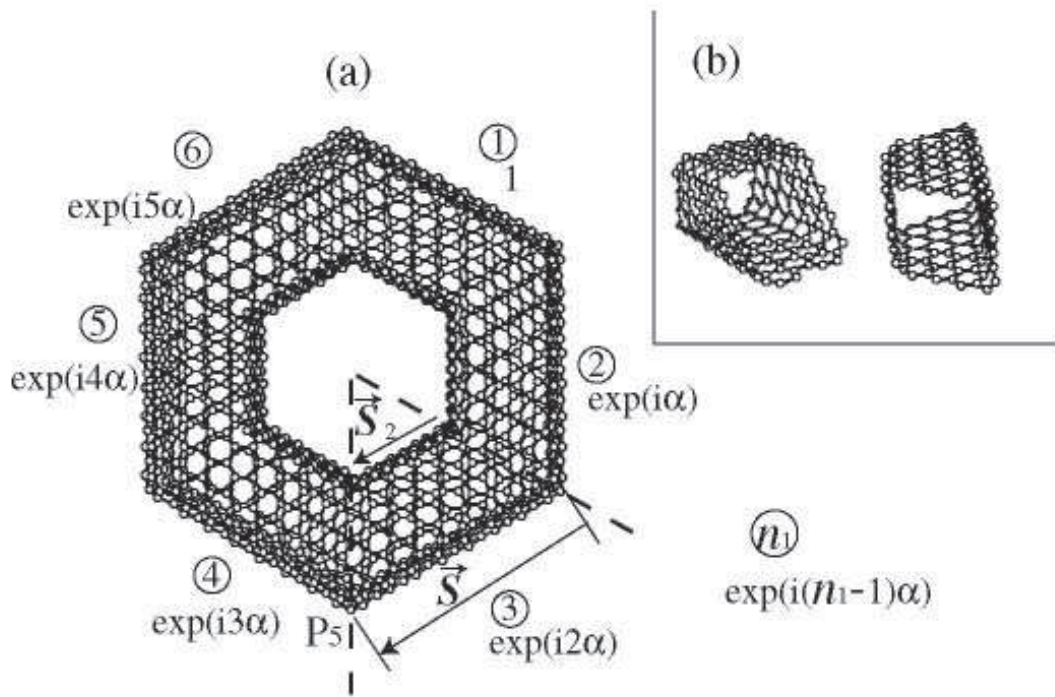 (a)
(b)
⑥
①
1
exp(i5α)
⑤
exp(i4α)
②
exp(iα)
S⃗₂
④
exp(i3α)
P5
S⃗
③
exp(i2α)
ⓝ₁
exp(i(n₁-1)α)